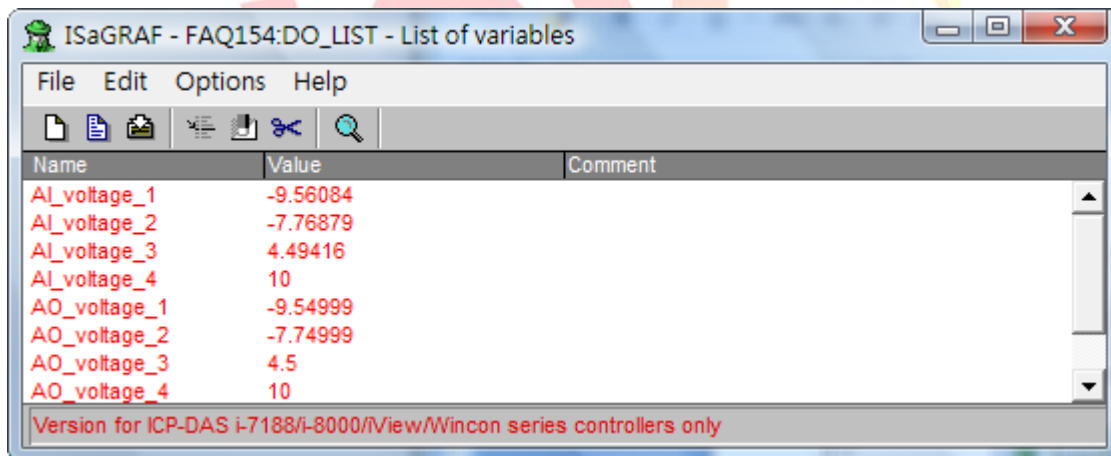 ISaGRAF - FAQ154:DO_LIST - List of variables
File Edit Options Help
Name Value Comment
AI_voltage_1 -9.56084
AI_voltage_2 -7.76879
AI_voltage_3 4.49416
AI_voltage_4 10
AO_voltage_1 -9.54999
AO_voltage_2 -7.74999
AO_voltage_3 4.5
AO_voltage_4 10
Version for ICP-DAS i-7188/i-8000/iView/Wincon series controllers only